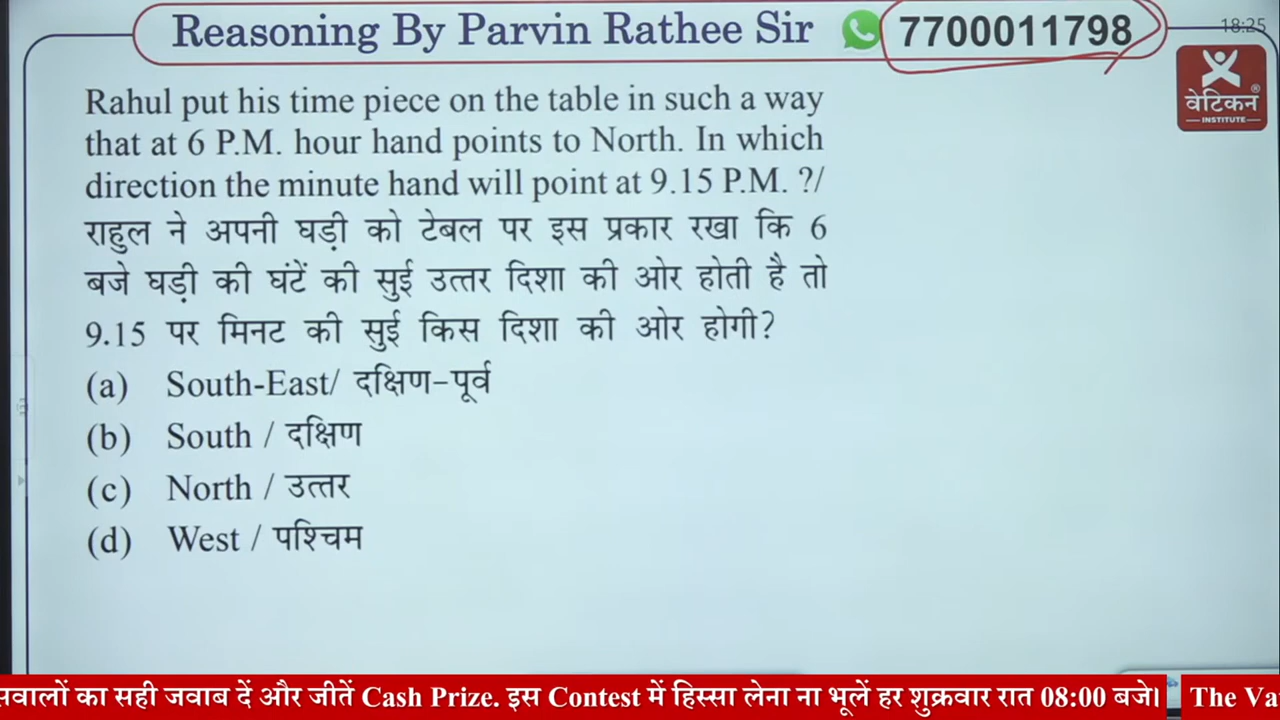 Reasoning By Parvin Rathee Sir 7700011798
18:25
वेटिकन
INSTITUTE
Rahul put his time piece on the table in such a way
that at 6 P.M. hour hand points to North. In which
direction the minute hand will point at 9.15 P.M. ?/
राहुल ने अपनी घड़ी को टेबल पर इस प्रकार रखा कि 6
बजे घड़ी की घंटें की सुई उत्तर दिशा की ओर होती है तो
9.15 पर मिनट की सुई किस दिशा की ओर होगी?
(a) South-East/ दक्षिण-पूर्व
(b) South / दक्षिण
(c) North / उत्तर
(d) West / पश्चिम
सवालों का सही जवाब दें और जीतें Cash Prize. इस Contest में हिस्सा लेना ना भूलें हर शुक्रवार रात 08:00 बजे। The Va